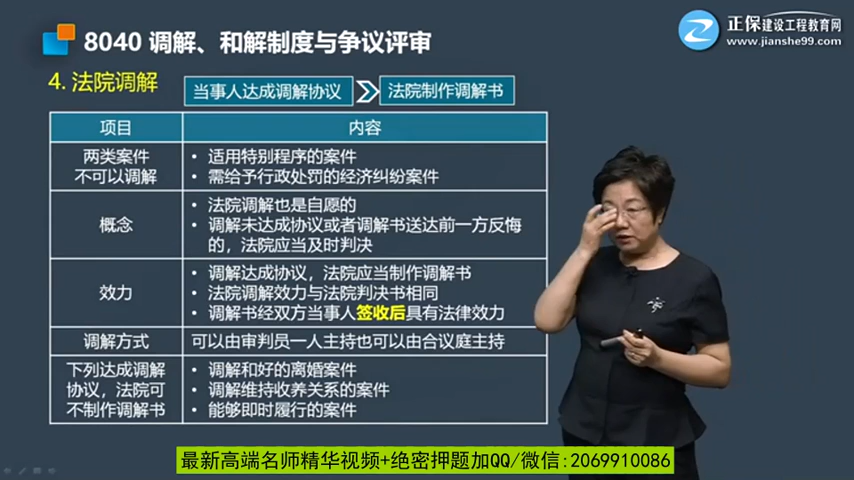 8040 调解、和解制度与争议评审
正保建设工程教育网
www.jianshe99.com
4. 法院调解
当事人达成调解协议
法院制作调解书
项目
内容
两类案件
不可以调解
• 适用特别程序的案件
• 需给予行政处罚的经济纠纷案件
概念
• 法院调解也是自愿的
• 调解未达成协议或者调解书送达前一方反悔
的，法院应当及时判决
效力
• 调解达成协议，法院应当制作调解书
• 法院调解效力与法院判决书相同
• 调解书经双方当事人签收后具有法律效力
调解方式
可以由审判员一人主持也可以由合议庭主持
下列达成调解
协议，法院可
不制作调解书
• 调解和好的离婚案件
• 调解维持收养关系的案件
• 能够即时履行的案件
最新高端名师精华视频+绝密押题加QQ/微信:2069910086